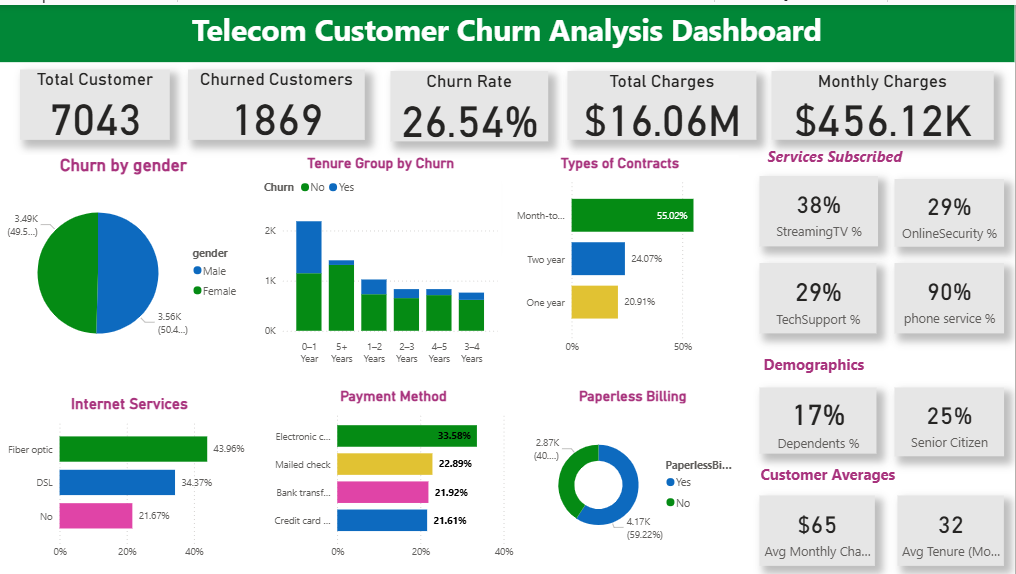 Telecom Customer Churn Analysis Dashboard
Total Customer
7043
Churned Customers
1869
Churn Rate
26.54%
Total Charges
$16.06M
Monthly Charges
$456.12K
Churn by gender
3.49K
(49.5...)
3.56K
(50.4...)
gender
Male
Female
Tenure Group by Churn
Churn No Yes
2K
1K
0K
0–1 Year
5+ Years
1–2 Years
2–3 Years
4–5 Years
3–4 Years
Types of Contracts
Month-to... 55.02%
Two year 24.07%
One year 20.91%
0% 50%
Services Subscribed
38%
StreamingTV %
29%
OnlineSecurity %
29%
TechSupport %
90%
phone service %
Internet Services
Fiber optic 43.96%
DSL 34.37%
No 21.67%
0% 20% 40%
Payment Method
Electronic c... 33.58%
Mailed check 22.89%
Bank transf... 21.92%
Credit card ... 21.61%
0% 20% 40%
Paperless Billing
2.87K
(40....)
4.17K
(59.22%)
PaperlessBi...
Yes
No
Demographics
17%
Dependents %
25%
Senior Citizen
Customer Averages
$65
Avg Monthly Cha...
32
Avg Tenure (Mo...